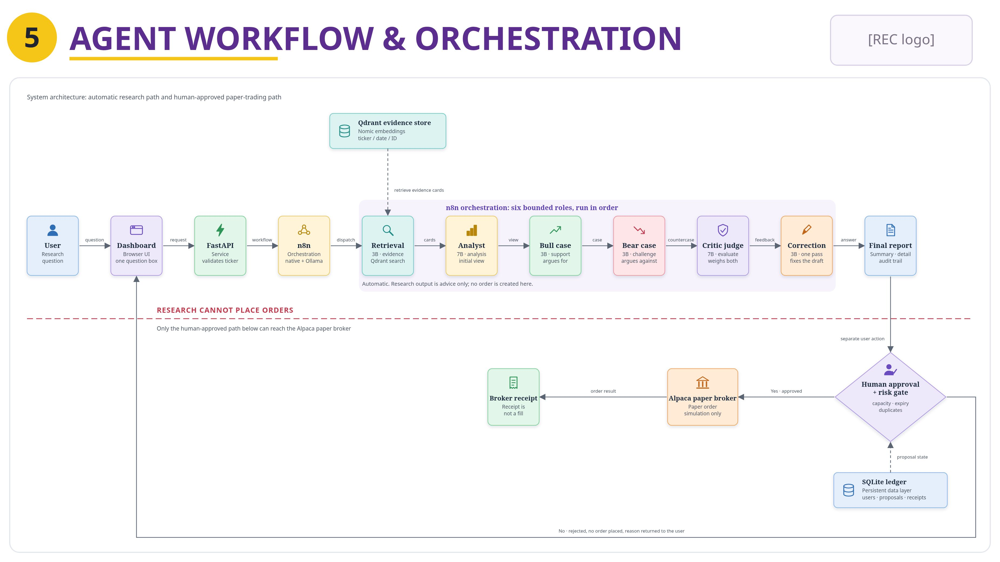 5
AGENT WORKFLOW & ORCHESTRATION
[REC logo]
System architecture: automatic research path and human-approved paper-trading path
Qdrant evidence store
Nomic embeddings
ticker / date / ID
retrieve evidence cards
n8n orchestration: six bounded roles, run in order
User
Research
question
question
Dashboard
Browser UI
one question box
request
FastAPI
Service
validates ticker
workflow
n8n
Orchestration
native + Ollama
dispatch
Retrieval
3B · evidence
Qdrant search
cards
Analyst
7B · analysis
initial view
view
Bull case
3B · support
argues for
case
Bear case
3B · challenge
argues against
countercase
Critic judge
7B · evaluate
weighs both
feedback
Correction
3B · one pass
fixes the draft
answer
Final report
Summary · detail
audit trail
Automatic. Research output is advice only; no order is created here.
RESEARCH CANNOT PLACE ORDERS
Only the human-approved path below can reach the Alpaca paper broker
separate user action
Human approval
+ risk gate
capacity · expiry
duplicates
Yes · approved
Alpaca paper broker
Paper order
simulation only
order result
Broker receipt
Receipt is
not a fill
proposal state
SQLite ledger
Persistent data layer
users · proposals · receipts
No · rejected, no order placed, reason returned to the user